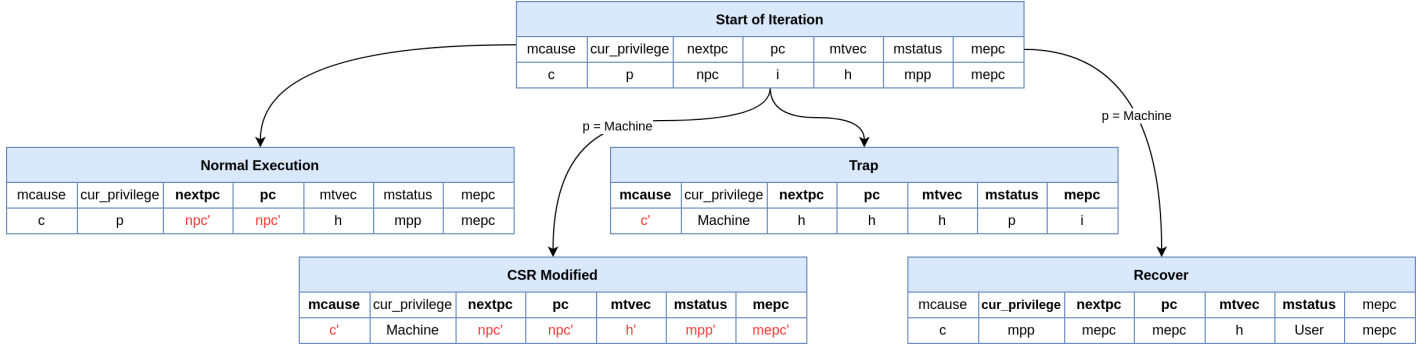 Start of Iteration
mcause cur_privilege nextpc pc mtvec mstatus mepc
c p npc i h mpp mepc
p = Machine
p = Machine
Normal Execution
mcause cur_privilege nextpc pc mtvec mstatus mepc
c p npc' npc' h mpp mepc
Trap
mcause cur_privilege nextpc pc mtvec mstatus mepc
c' Machine h h h p i
CSR Modified
mcause cur_privilege nextpc pc mtvec mstatus mepc
c' Machine npc' npc' h' mpp' mepc'
Recover
mcause cur_privilege nextpc pc mtvec mstatus mepc
c mpp mepc mepc h User mepc